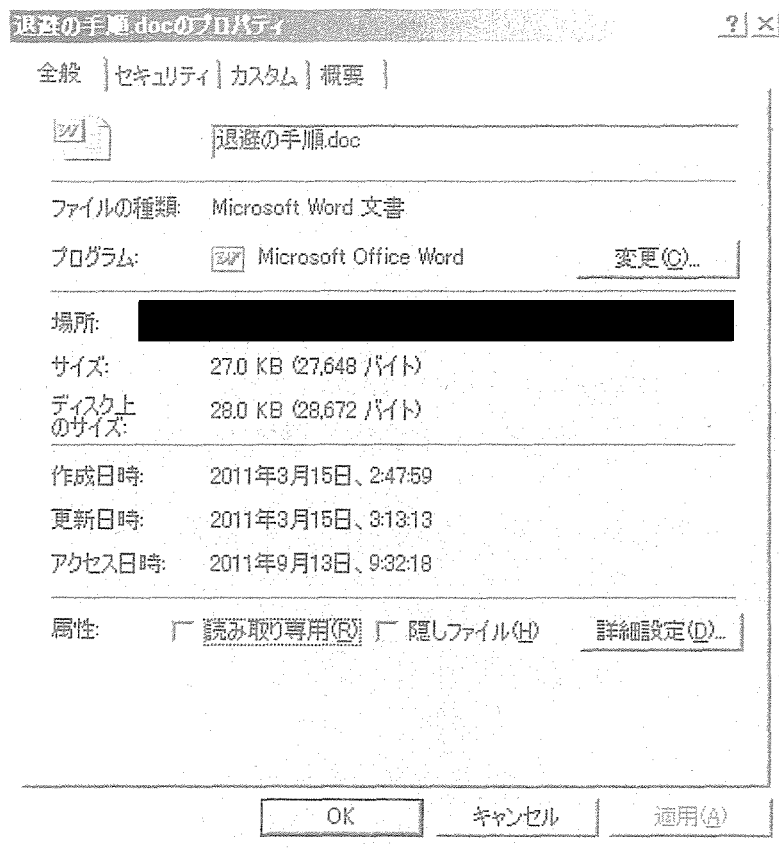 退避の手順.docのプロパティ
? ×
全般 セキュリティ カスタム 概要
退避の手順.doc
ファイルの種類: Microsoft Word 文書
プログラム: Microsoft Office Word 変更(C)...
場所:
サイズ: 27.0 KB (27,648 バイト)
ディスク上
のサイズ: 28.0 KB (28,672 バイト)
作成日時: 2011年3月15日、2:47:59
更新日時: 2011年3月15日、3:13:13
アクセス日時: 2011年9月13日、9:32:18
属性: 読み取り専用(R) 隠しファイル(H) 詳細設定(D)...
OK キャンセル 適用(A)